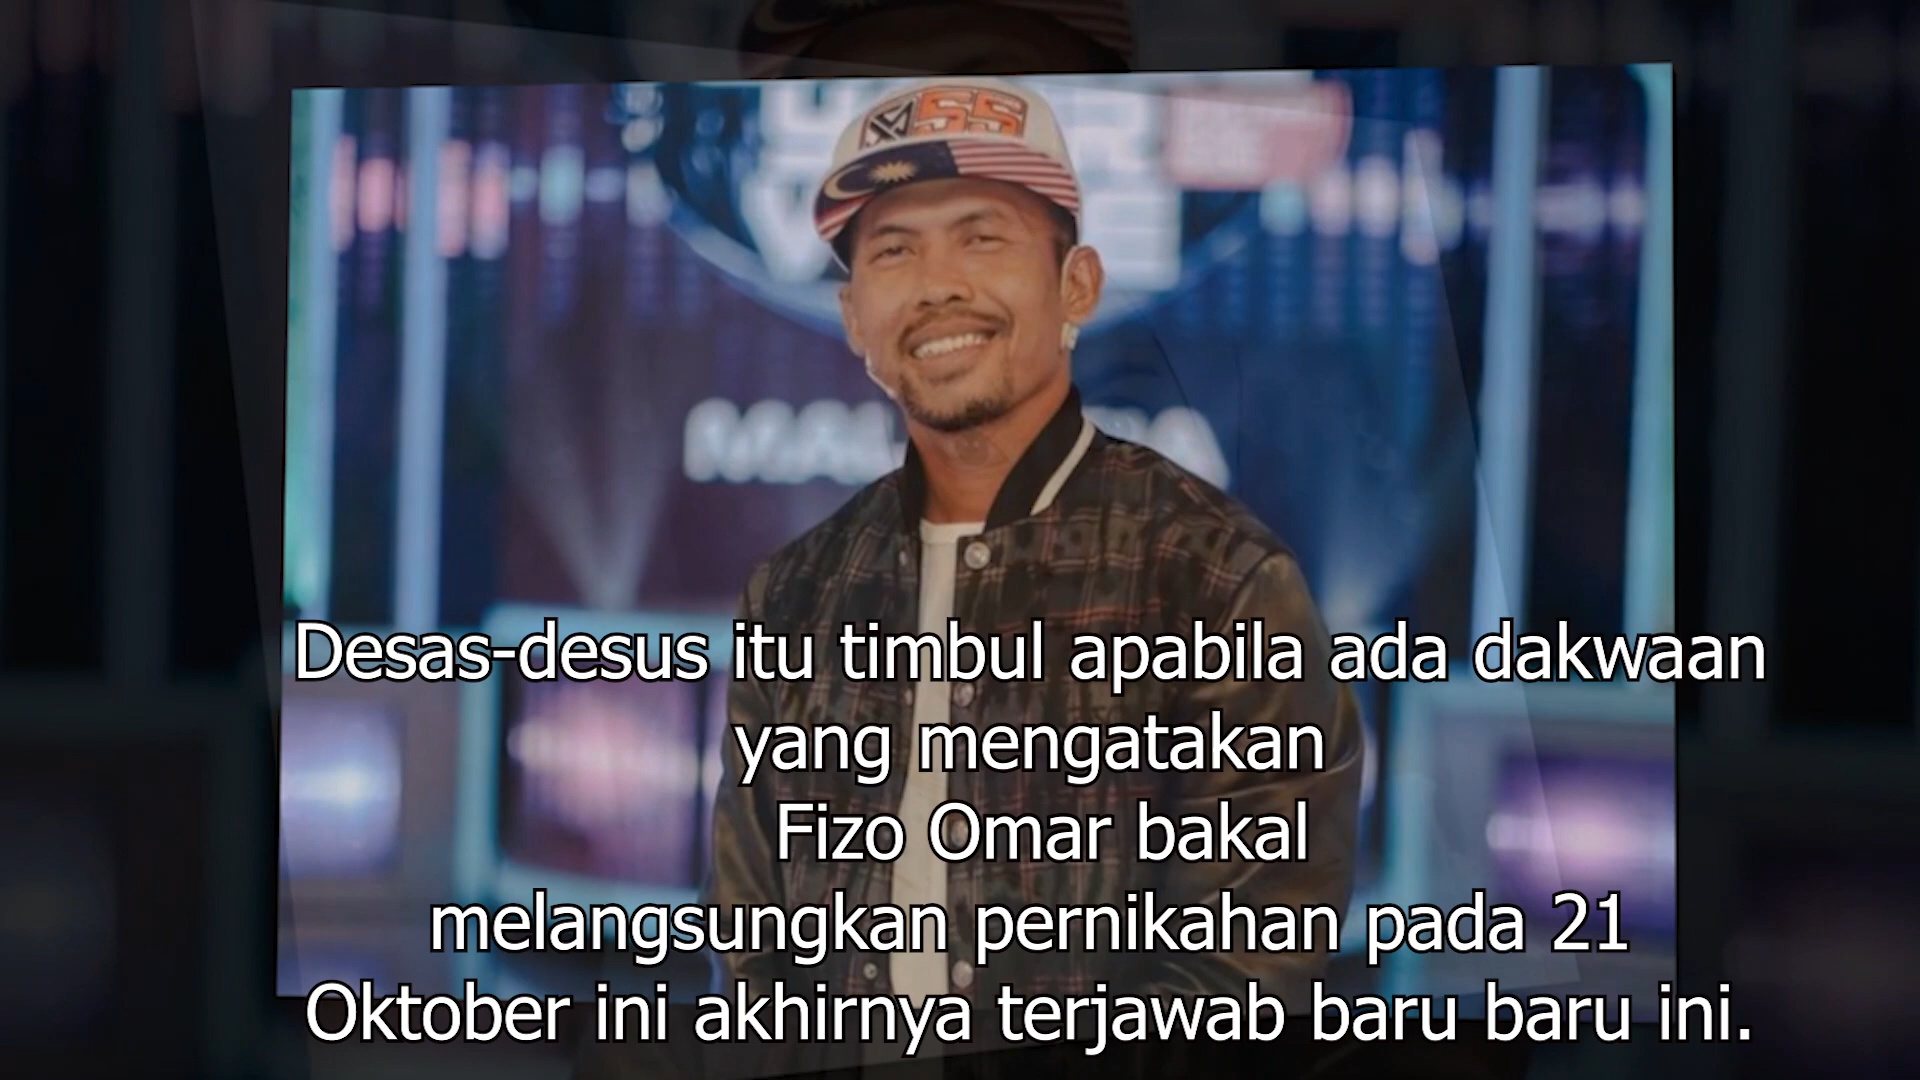 SS
Desas-desus itu timbul apabila ada dakwaan
yang mengatakan
Fizo Omar bakal
melangsungkan pernikahan pada 21
Oktober ini akhirnya terjawab baru baru ini.